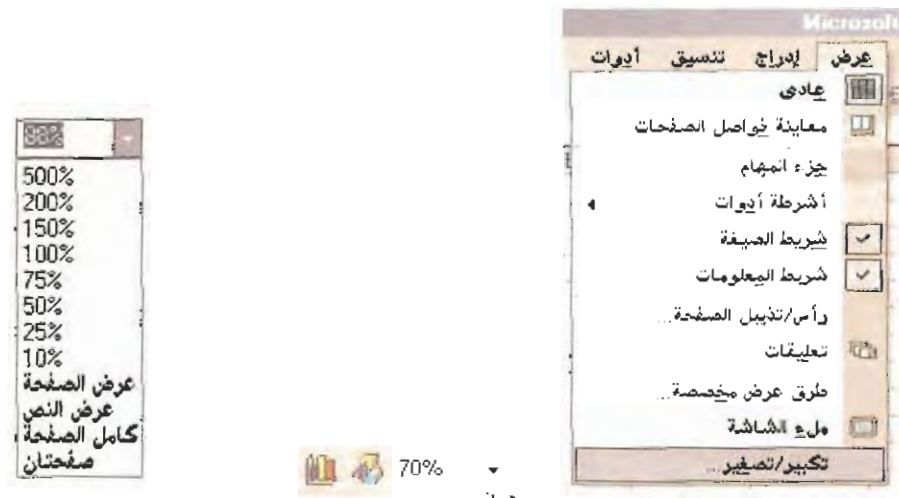 Microsoft
عرض إدراج تنسيق أدوات
عادي
معاينة فواصل الصفحات
جزء المهام
أشرطة أدوات
شريط الصيغة
شريط المعلومات
رأس/تذييل الصفحة...
تعليقات
طرق عرض مخصصة...
ملء الشاشة
تكبير/تصغير...
70%
98%
500%
200%
150%
100%
75%
50%
25%
10%
عرض الصفحة
عرض النص
كامل الصفحة
صفحتان